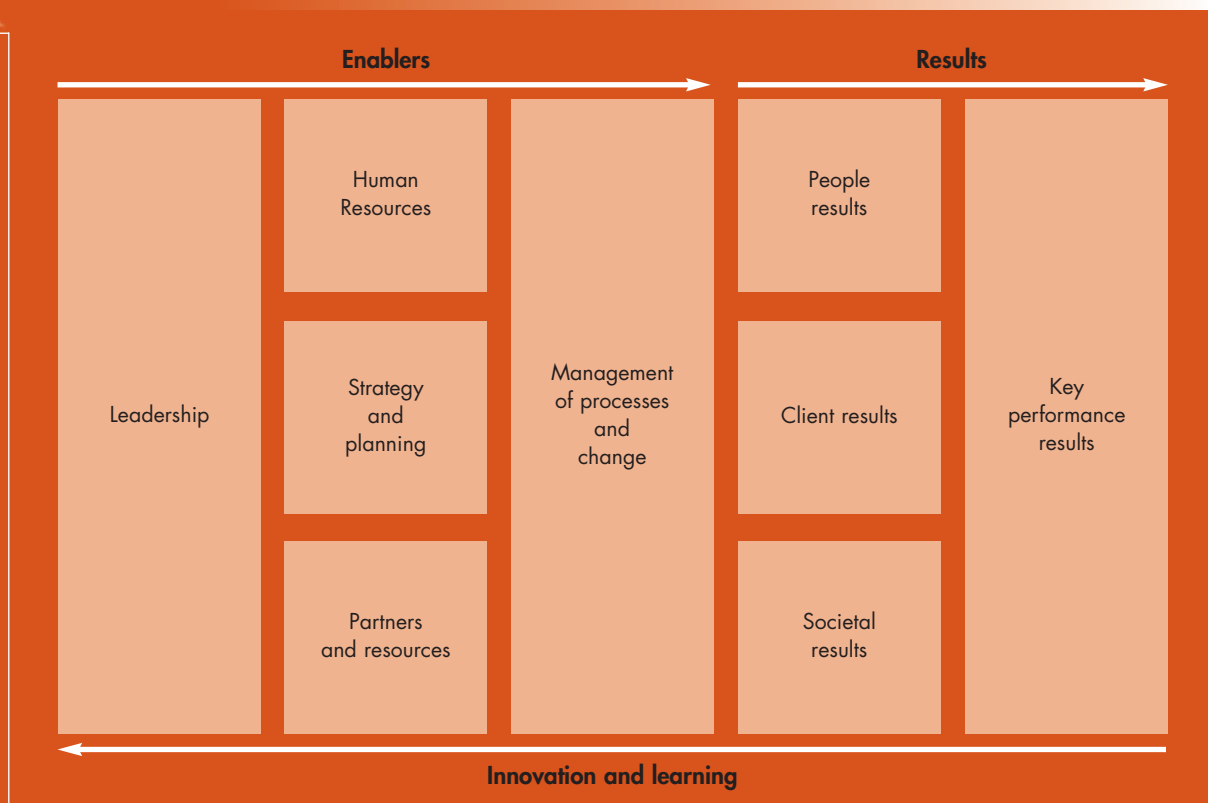 Enablers
Results
Leadership
Human
Resources
Strategy
and
planning
Partners
and resources
Management
of processes
and
change
People
results
Client results
Societal
results
Key
performance
results
Innovation and learning